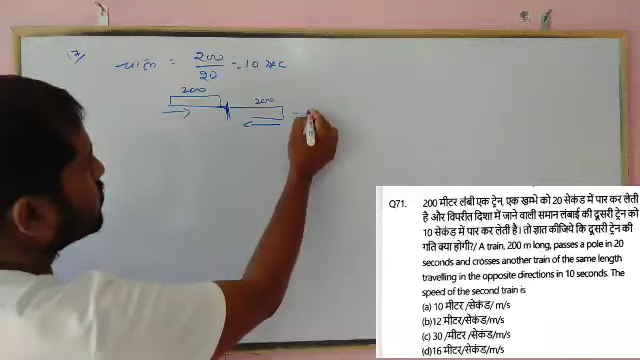 17)
चाल = 200/20 = 10 m/sec
200
200
Q71. 200 मीटर लंबी एक ट्रेन, एक खम्भे को 20 सेकंड में पार कर लेती
है और विपरीत दिशा में जाने वाली समान लंबाई की दूसरी ट्रेन को
10 सेकंड में पार कर लेती है। तो ज्ञात कीजिये कि दूसरी ट्रेन की
गति क्या होगी?/ A train, 200 m long, passes a pole in 20
seconds and crosses another train of the same length
travelling in the opposite directions in 10 seconds. The
speed of the second train is
(a) 10 मीटर /सेकंड/ m/s
(b)12 मीटर/सेकंड/m/s
(c) 30 /मीटर /सेकंड/m/s
(d)16 मीटर/सेकंड/m/s